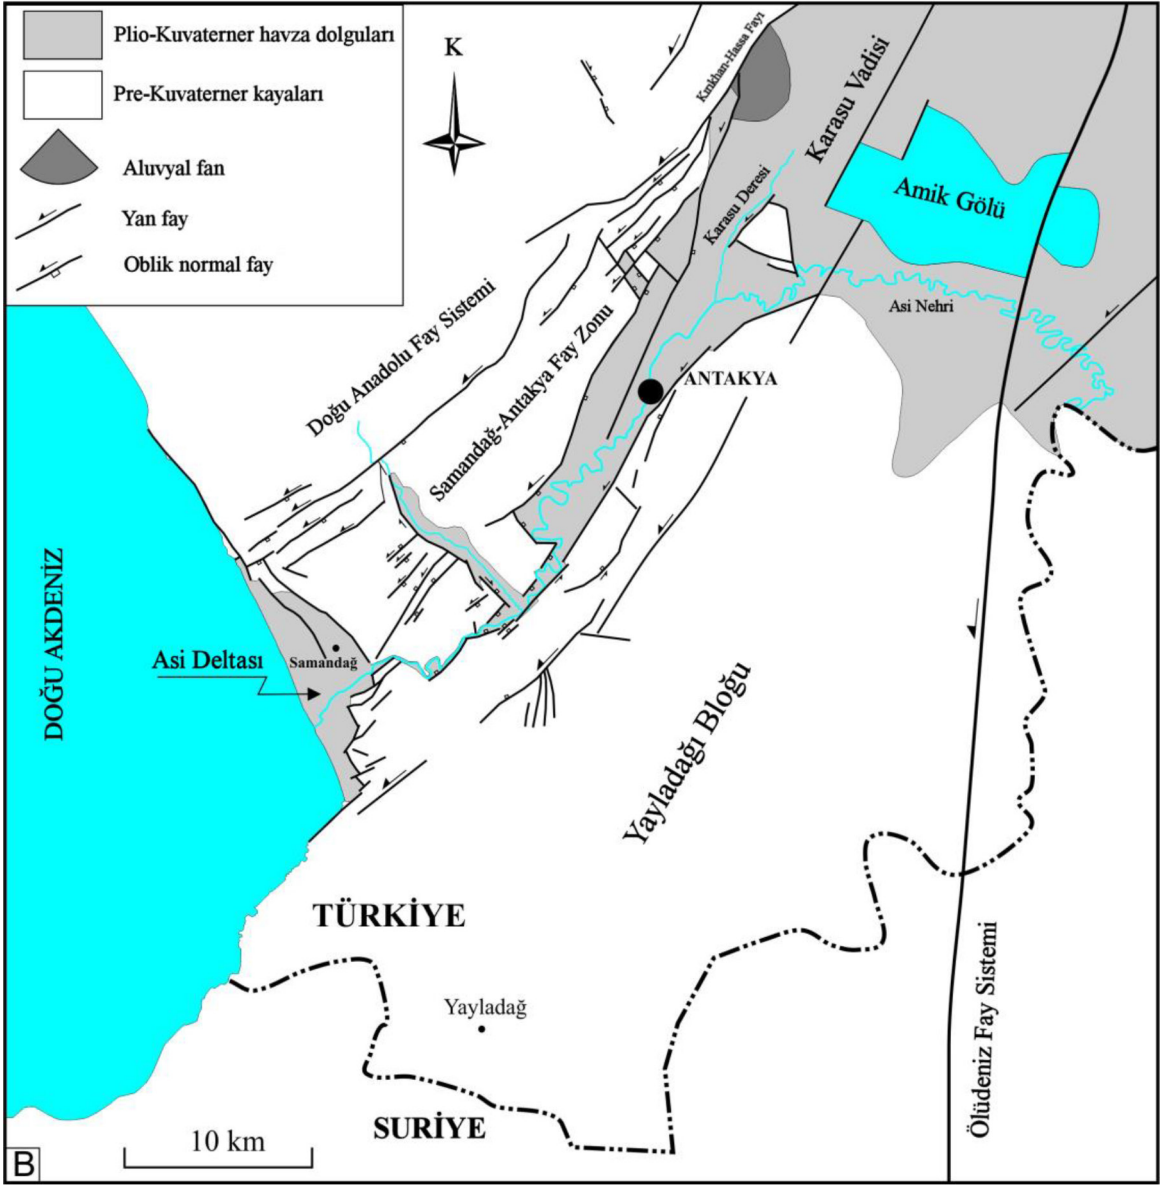 Plio-Kuvaterner havza dolguları
Pre-Kuvaterner kayaları
Aluvyal fan
Yan fay
Oblik normal fay
K
Kırıkhan-Hassa Fayı
Karasu Vadisi
Amik Gölü
Karasu Deresi
Asi Nehri
Doğu Anadolu Fay Sistemi
Samandağ-Antakya Fay Zonu
ANTAKYA
DOĞU AKDENİZ
Asi Deltası
Samandağ
Yayladağı Bloğu
TÜRKİYE
Yayladağ
SURİYE
Ölüdeniz Fay Sistemi
10 km
B